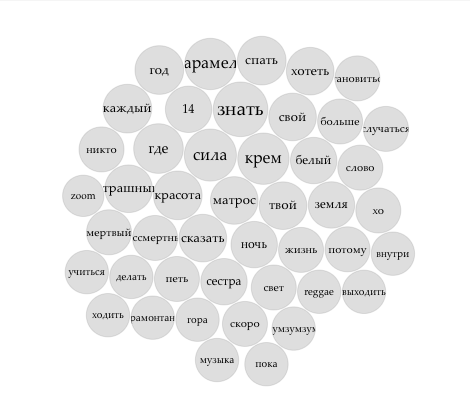 спать
год
арамел
хотеть
ановитьс
каждый
14
знать
свой
больше
случаться
никто
где
сила
крем
белый
слово
zoom
трашны
красота
матрос
твой
земля
хо
мертвый
ссмертн
сказать
ночь
жизнь
потому
внутри
учиться
делать
петь
сестра
свет
reggae
выходить
ходить
рамонтан
гора
скоро
умзумзум
музыка
пока